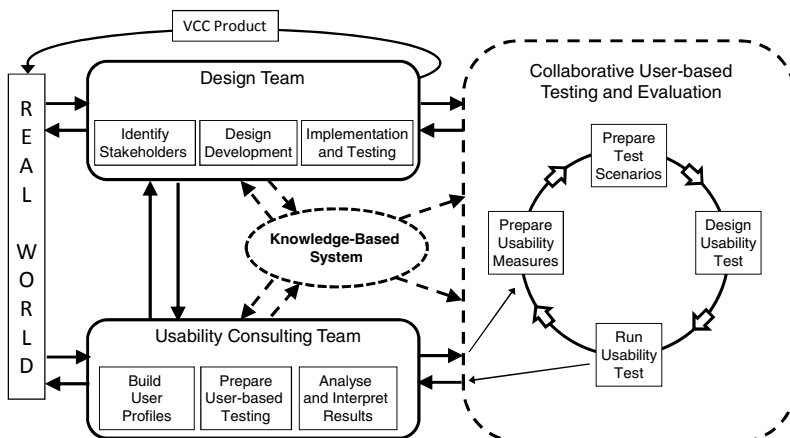 VCC Product
REAL WORLD
Design Team
Identify
Stakeholders
Design
Development
Implementation
and Testing
Knowledge-Based
System
Usability Consulting Team
Build
User
Profiles
Prepare
User-based
Testing
Analyse
and Interpret
Results
Collaborative User-based
Testing and Evaluation
Prepare
Test
Scenarios
Prepare
Usability
Measures
Design
Usability
Test
Run
Usability
Test